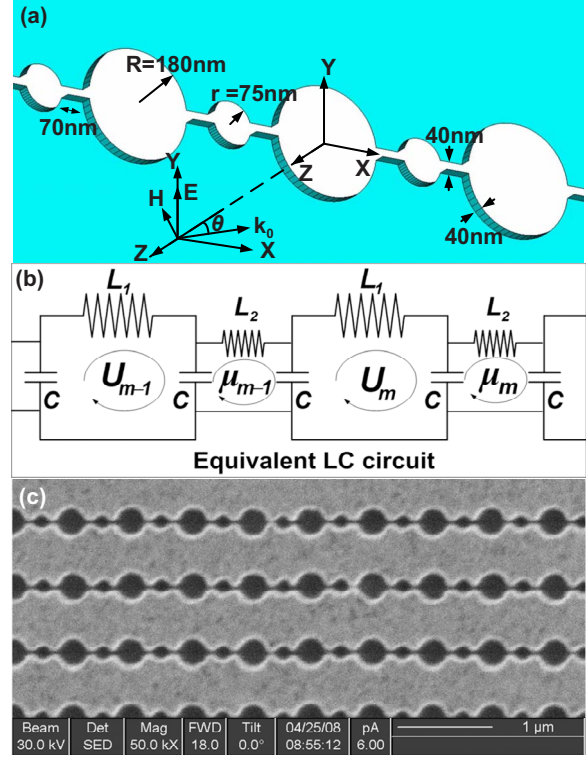 (a)
R=180nm
r =75nm
Y
40nm
70nm
Y
Z
X
E
H
θ
k₀
X
Z
40nm
(b)
L₁
L₂
L₁
L₂
Uₘ₋₁
μₘ₋₁
Uₘ
μₘ
C
C
C
C
C
Equivalent LC circuit
(c)
Beam Det Mag FWD Tilt 04/25/08 pA
30.0 kV SED 50.0 kX 18.0 0.0° 08:55:12 6.00
1 µm